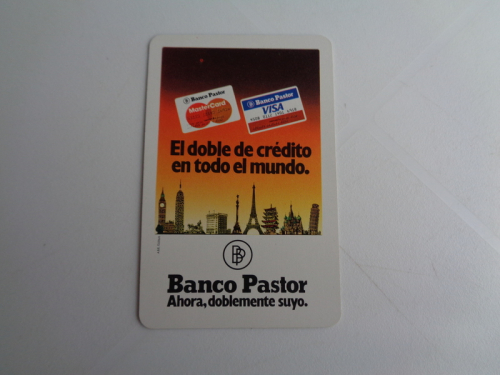 Banco Pastor
MasterCard
Banco Pastor
VISA
El doble de crédito
en todo el mundo.
Banco Pastor
Ahora, doblemente suyo.